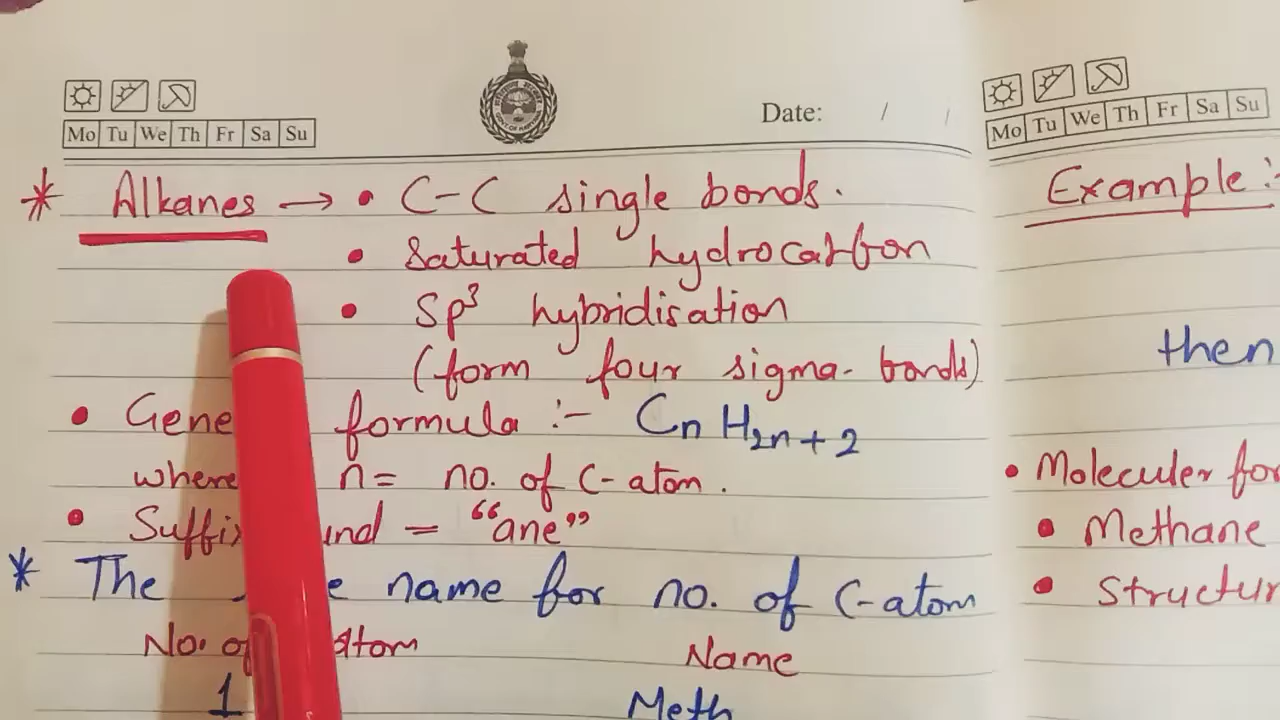 Mo Tu We Th Fr Sa Su
Date: / /
* Alkanes → • C-C single bonds.
• Saturated hydrocarbon
• Sp³ hybridisation
(form four sigma bonds)
• Gene formula :- CnH2n+2
where n= no. of C-atom.
• Suffix = "ane"
* The name for no. of C-atom
No. of Atom Name
1 Meth
Mo Tu We Th Fr Sa Su
Example :-
then
• Moleculer for
• Methane
• Structur